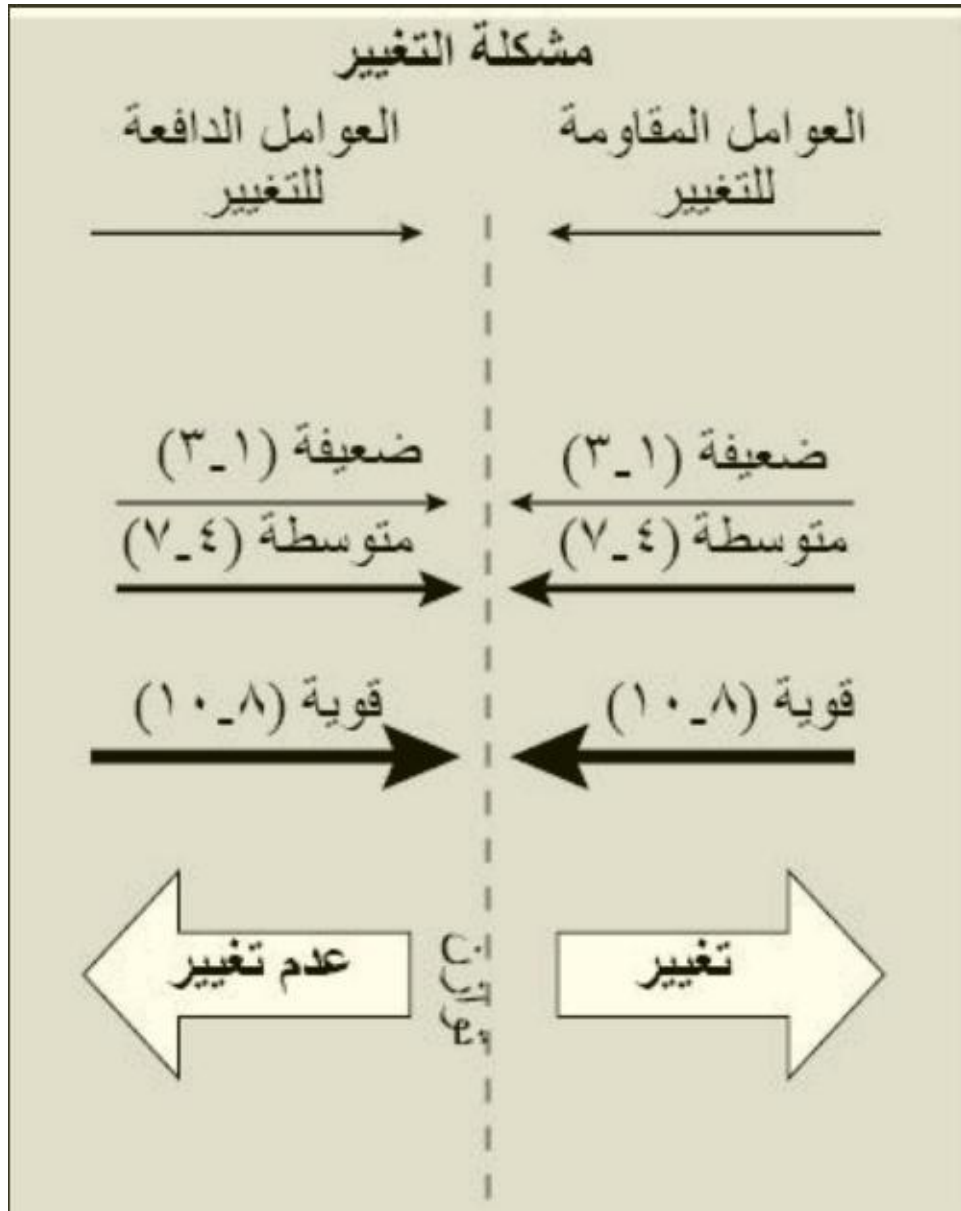 مشكلة التغيير
العوامل المقاومة
للتغيير
العوامل الدافعة
للتغيير
ضعيفة (١_٣)
ضعيفة (١_٣)
متوسطة (٤_٧)
متوسطة (٤_٧)
قوية (٨_١٠)
قوية (٨_١٠)
تغيير
توازن
عدم تغيير